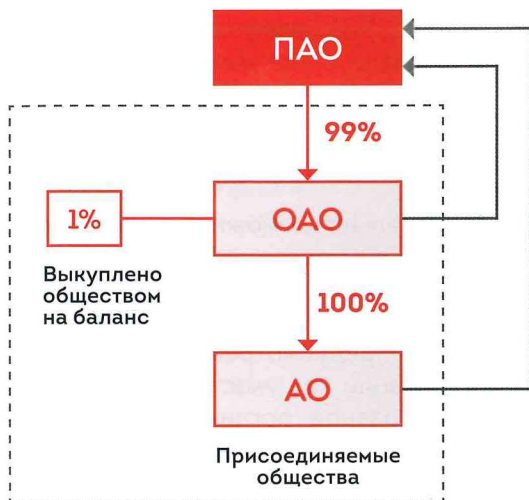 ПАО
99%
1%
ОАО
Выкуплено
обществом
на баланс
100%
АО
Присоединяемые
общества